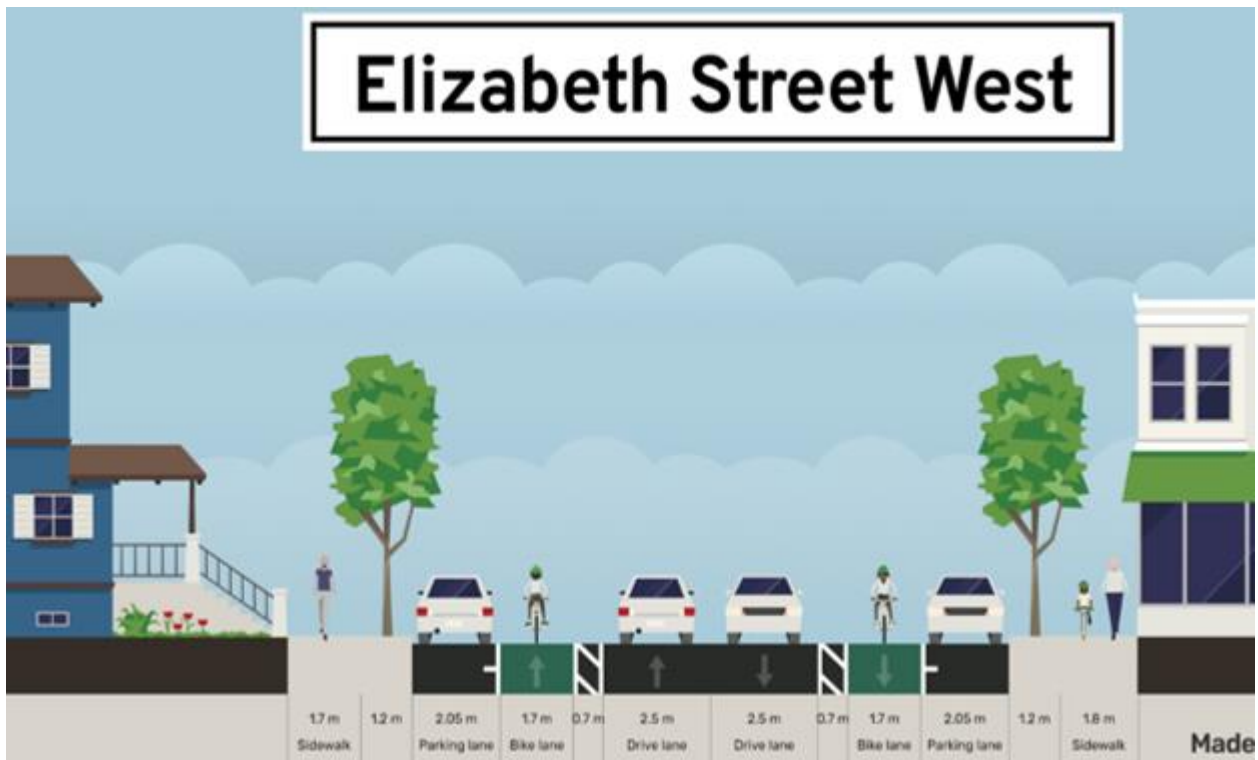 Elizabeth Street West
1.7 m 1.2 m 2.05 m 1.7 m 0.7 m 2.5 m 2.5 m 0.7 m 1.7 m 2.05 m 1.2 m 1.8 m
Sidewalk Parking lane Bike lane Drive lane Drive lane Bike lane Parking lane Sidewalk
Made